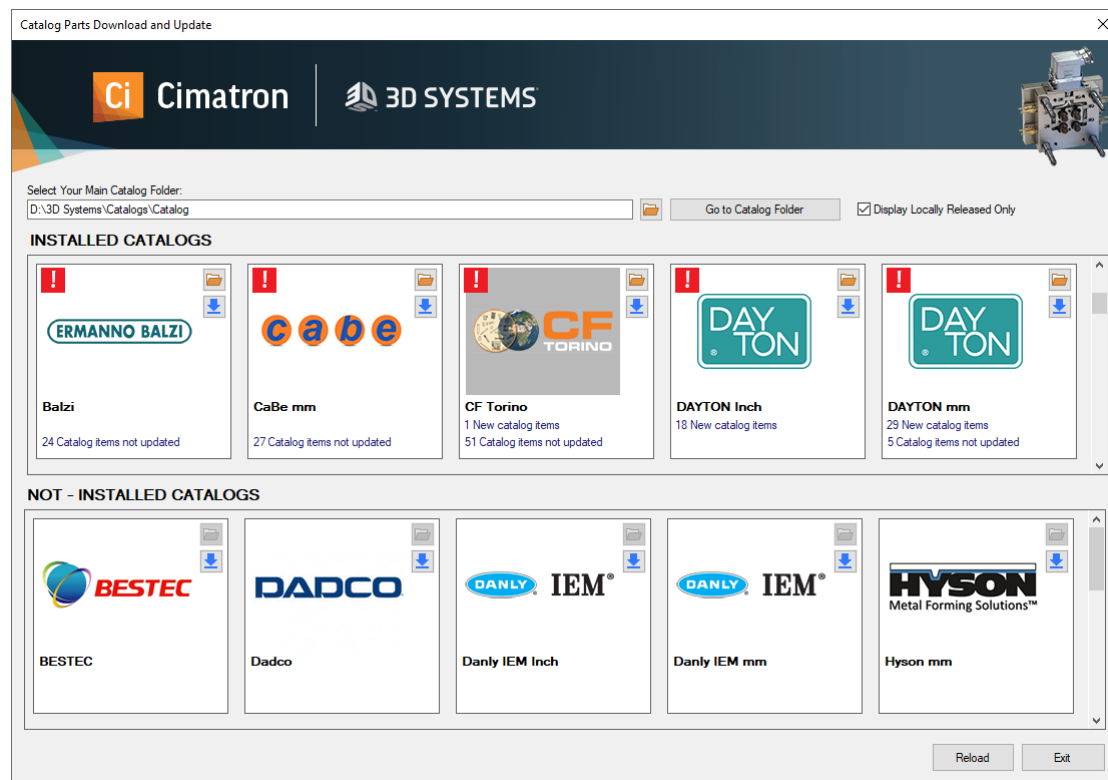 Catalog Parts Download and Update
Ci Cimatron 3D SYSTEMS
Select Your Main Catalog Folder:
D:\3D Systems\Catalogs\Catalog
Go to Catalog Folder
Display Locally Released Only
INSTALLED CATALOGS
! ! ! ! !
ERMANNO BALZI
cabe
CF TORINO
DAY TON ®
DAY TON ®
Balzi
24 Catalog items not updated
CaBe mm
27 Catalog items not updated
CF Torino
1 New catalog items
51 Catalog items not updated
DAYTON Inch
18 New catalog items
DAYTON mm
29 New catalog items
5 Catalog items not updated
NOT - INSTALLED CATALOGS
BESTEC
DADCO
DANLY IEM®
DANLY IEM®
HYSON
Metal Forming Solutions™
BESTEC
Dadco
Danly IEM Inch
Danly IEM mm
Hyson mm
Reload
Exit